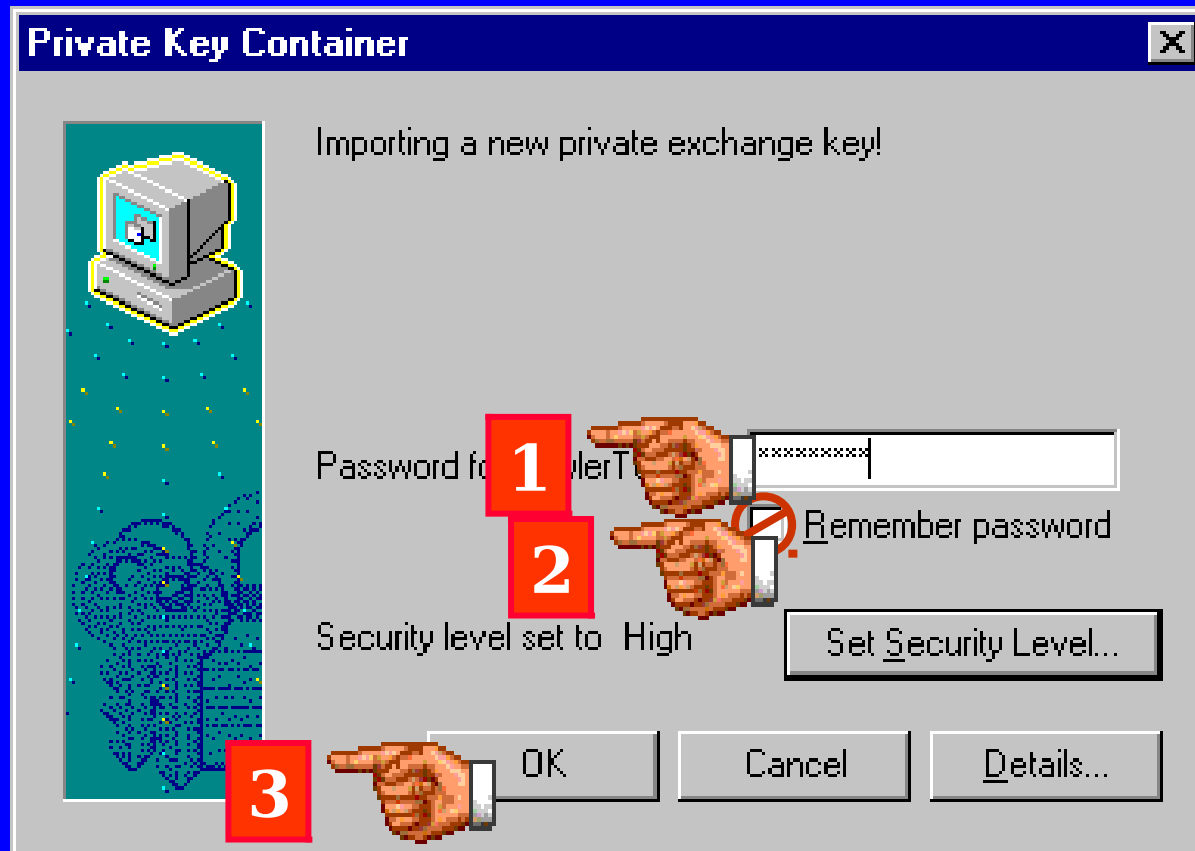 Private Key Container
Importing a new private exchange key!
Password
1
xxxxxxxxxx
2
Remember password
Security level set to High
Set Security Level...
3
OK
Cancel
Details...